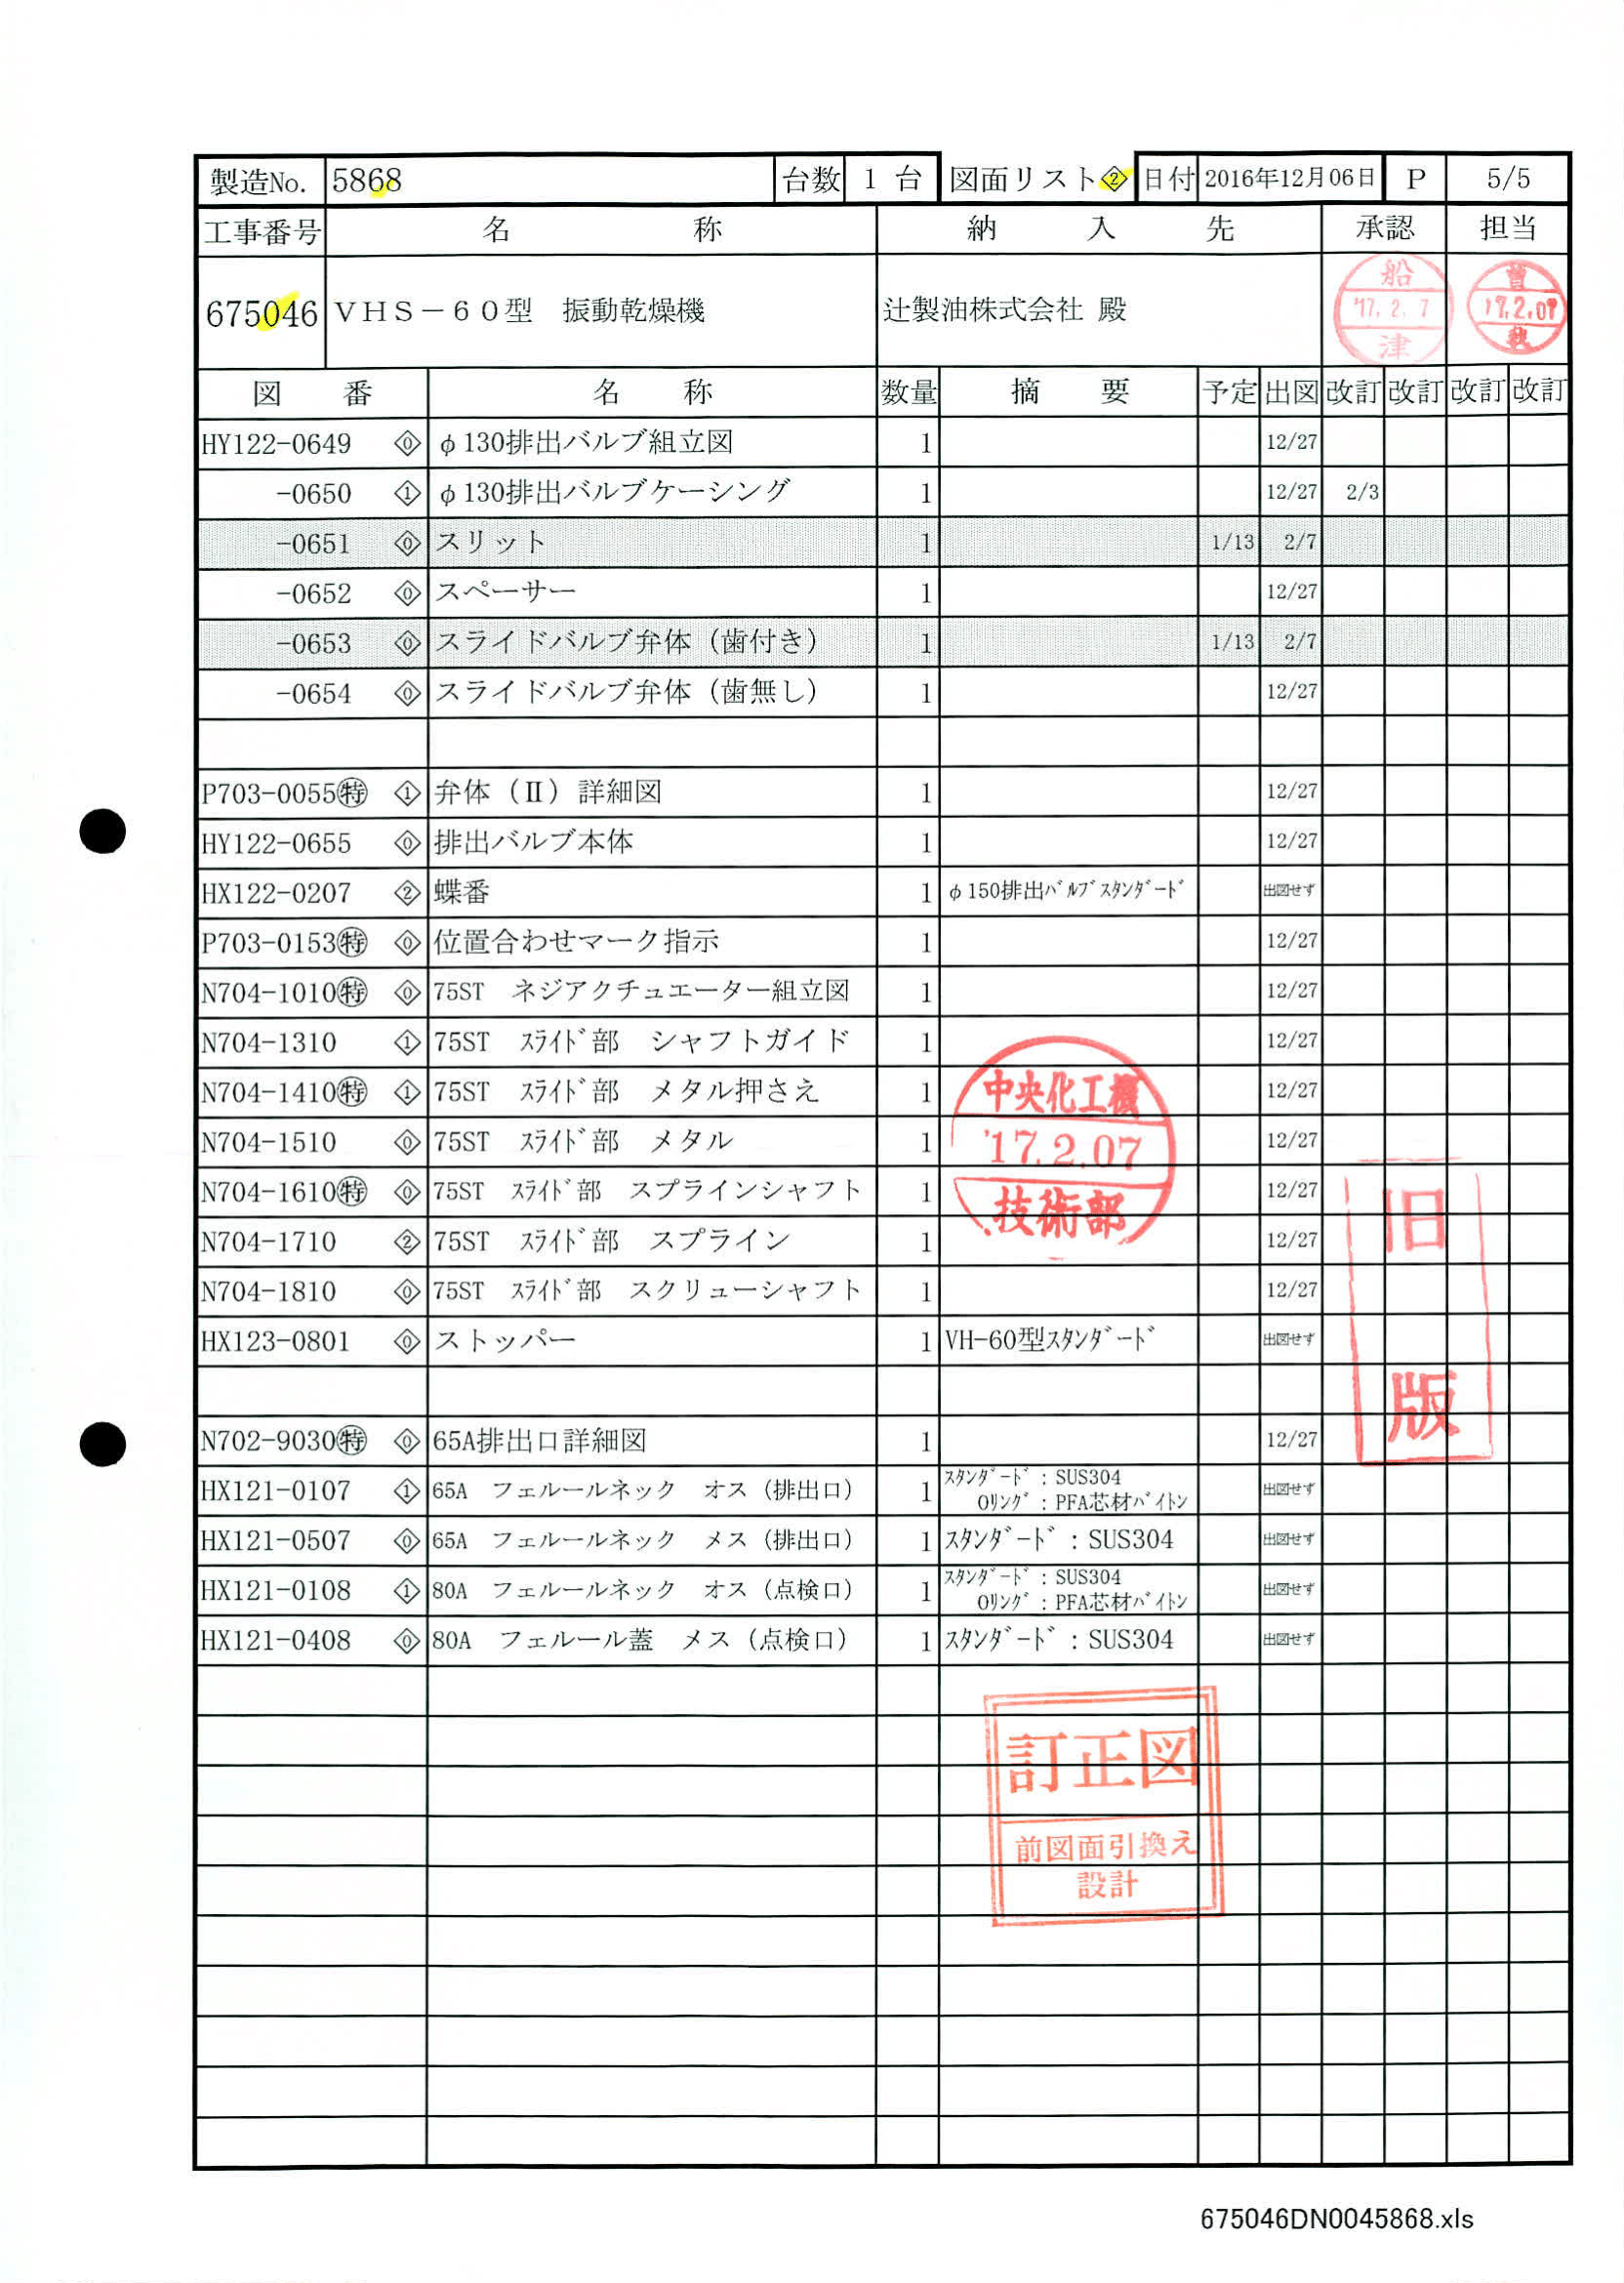 製造No. 5868 台数 1 台 図面リスト② 日付 2016年12月06日 P 5/5
工事番号 名称 納入先 承認 担当
675046 VHS－60型 振動乾燥機 辻製油株式会社 殿
船 '17.2.7 津
曽 17.2.07 我
図番 名称 数量 摘要 予定 出図 改訂 改訂 改訂 改訂
HY122-0649 0 φ130排出バルブ組立図 1 12/27
-0650 1 φ130排出バルブケーシング 1 12/27 2/3
-0651 0 スリット 1 1/13 2/7
-0652 0 スペーサー 1 12/27
-0653 0 スライドバルブ弁体（歯付き） 1 1/13 2/7
-0654 0 スライドバルブ弁体（歯無し） 1 12/27
P703-0055㊕ 1 弁体（Ⅱ）詳細図 1 12/27
HY122-0655 0 排出バルブ本体 1 12/27
HX122-0207 2 蝶番 1 φ150排出ﾊﾞﾙﾌﾞｽﾀﾝﾀﾞｰﾄﾞ 出図せず
P703-0153㊕ 0 位置合わせマーク指示 1 12/27
N704-1010㊕ 0 75ST ネジアクチュエーター組立図 1 12/27
N704-1310 1 75ST ｽﾗｲﾄﾞ部 シャフトガイド 1 12/27
N704-1410㊕ 1 75ST ｽﾗｲﾄﾞ部 メタル押さえ 1 12/27
N704-1510 0 75ST ｽﾗｲﾄﾞ部 メタル 1 12/27
N704-1610㊕ 0 75ST ｽﾗｲﾄﾞ部 スプラインシャフト 1 12/27
N704-1710 2 75ST ｽﾗｲﾄﾞ部 スプライン 1 12/27
N704-1810 0 75ST ｽﾗｲﾄﾞ部 スクリューシャフト 1 12/27
HX123-0801 0 ストッパー 1 VH-60型ｽﾀﾝﾀﾞｰﾄﾞ 出図せず
中央化工機
'17.2.07
技術部
旧版
N702-9030㊕ 0 65A排出口詳細図 1 12/27
HX121-0107 1 65A フェルールネック オス（排出口） 1 ｽﾀﾝﾀﾞｰﾄﾞ：SUS304 出図せず
Oﾘﾝｸﾞ：PFA芯材ﾊﾞｲﾄﾝ
HX121-0507 0 65A フェルールネック メス（排出口） 1 ｽﾀﾝﾀﾞｰﾄﾞ：SUS304 出図せず
HX121-0108 1 80A フェルールネック オス（点検口） 1 ｽﾀﾝﾀﾞｰﾄﾞ：SUS304 出図せず
Oﾘﾝｸﾞ：PFA芯材ﾊﾞｲﾄﾝ
HX121-0408 0 80A フェルール蓋 メス（点検口） 1 ｽﾀﾝﾀﾞｰﾄﾞ：SUS304 出図せず
訂正図
前図面引換え
設計
675046DN0045868.xls